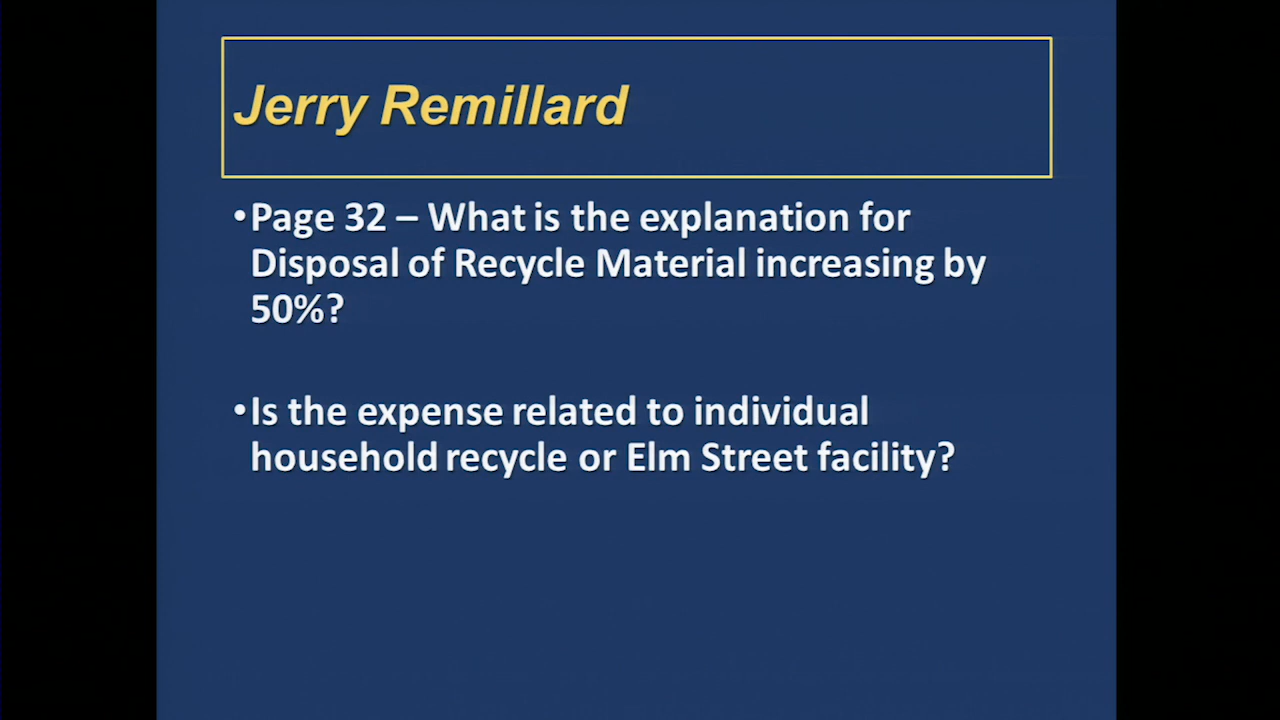 Jerry Remillard
•Page 32 – What is the explanation for
Disposal of Recycle Material increasing by
50%?
•Is the expense related to individual
household recycle or Elm Street facility?